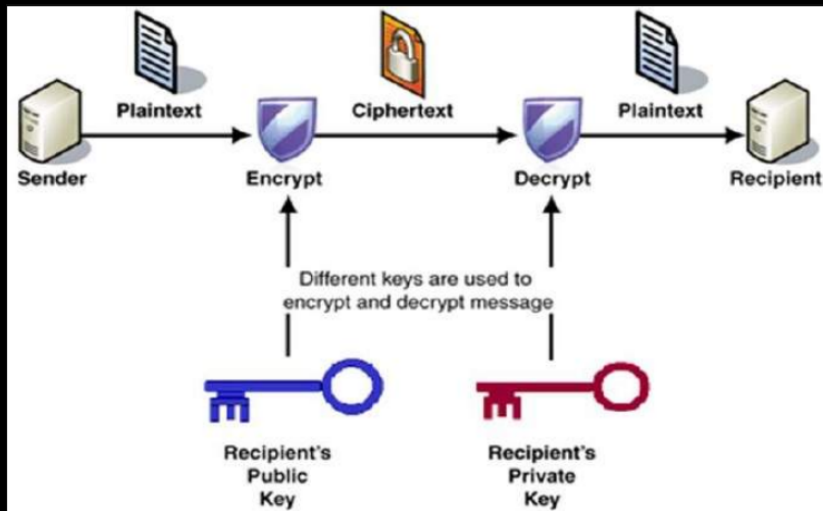 Plaintext
Ciphertext
Plaintext
Sender
Encrypt
Decrypt
Recipient
Different keys are used to
encrypt and decrypt message
Recipient's
Public
Key
Recipient's
Private
Key